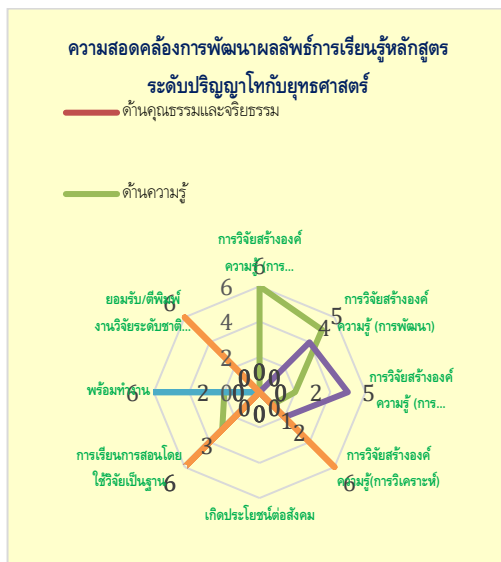 ความสอดคล้องการพัฒนาผลลัพธ์การเรียนรู้หลักสูตร
ระดับปริญญาโทกับยุทธศาสตร์
ด้านคุณธรรมและจริยธรรม
ด้านความรู้
การวิจัยสร้างองค์
ความรู้ (การ...
6
6
4
2
0
ยอมรับ/ตีพิมพ์
งานวิจัยระดับชาติ...
6
การวิจัยสร้างองค์
ความรู้ (การพัฒนา)
5
4
พร้อมทำงาน
6
2
0
0
0
0
0
0
0
0
0
2
5
การวิจัยสร้างองค์
ความรู้ (การ...
1
2
3
การเรียนการสอนโดย
ใช้วิจัยเป็นฐาน
6
การวิจัยสร้างองค์
ความรู้(การวิเคราะห์)
6
เกิดประโยชน์ต่อสังคม